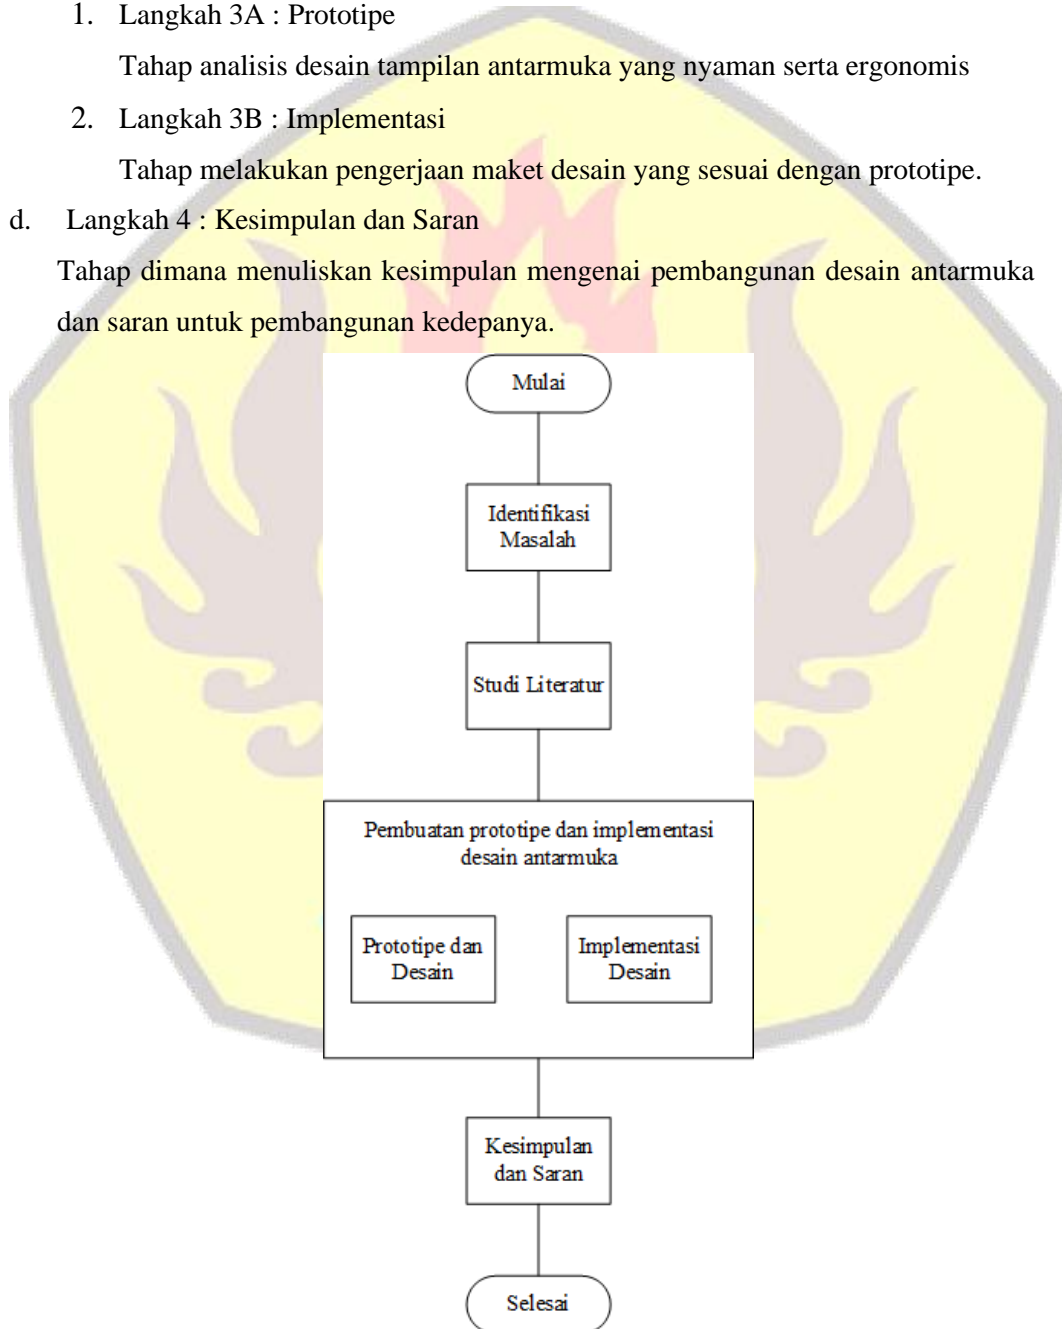 1. Langkah 3A : Prototipe
Tahap analisis desain tampilan antarmuka yang nyaman serta ergonomis
2. Langkah 3B : Implementasi
Tahap melakukan pengerjaan maket desain yang sesuai dengan prototipe.
d. Langkah 4 : Kesimpulan dan Saran
Tahap dimana menuliskan kesimpulan mengenai pembangunan desain antarmuka
dan saran untuk pembangunan kedepanya.
Mulai
Identifikasi
Masalah
Studi Literatur
Pembuatan prototipe dan implementasi
desain antarmuka
Prototipe dan
Desain
Implementasi
Desain
Kesimpulan
dan Saran
Selesai